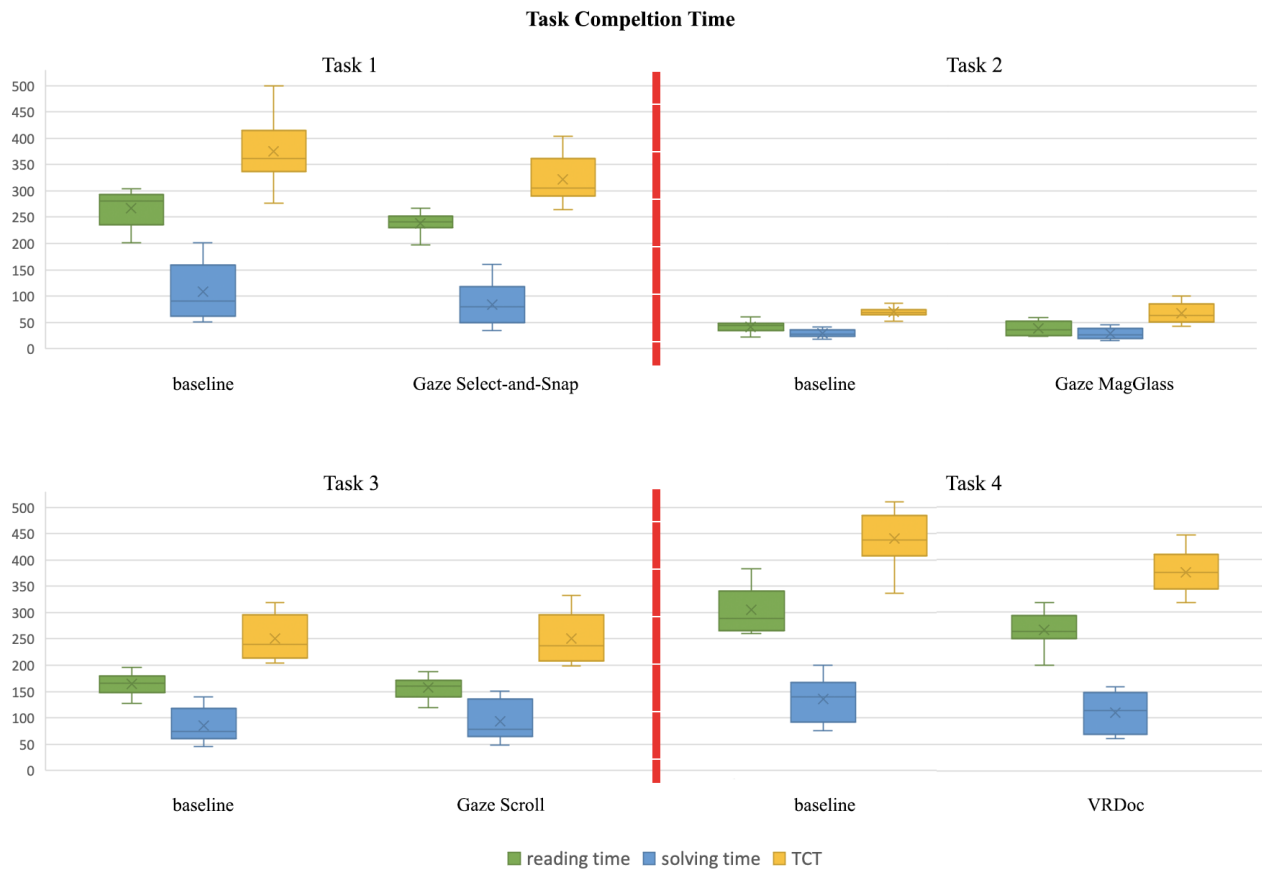 Task Compeltion Time
Task 1
Task 2
500
450
400
350
300
250
200
150
100
50
0
baseline
Gaze Select-and-Snap
baseline
Gaze MagGlass
Task 3
Task 4
500
450
400
350
300
250
200
150
100
50
0
baseline
Gaze Scroll
baseline
VRDoc
reading time solving time TCT